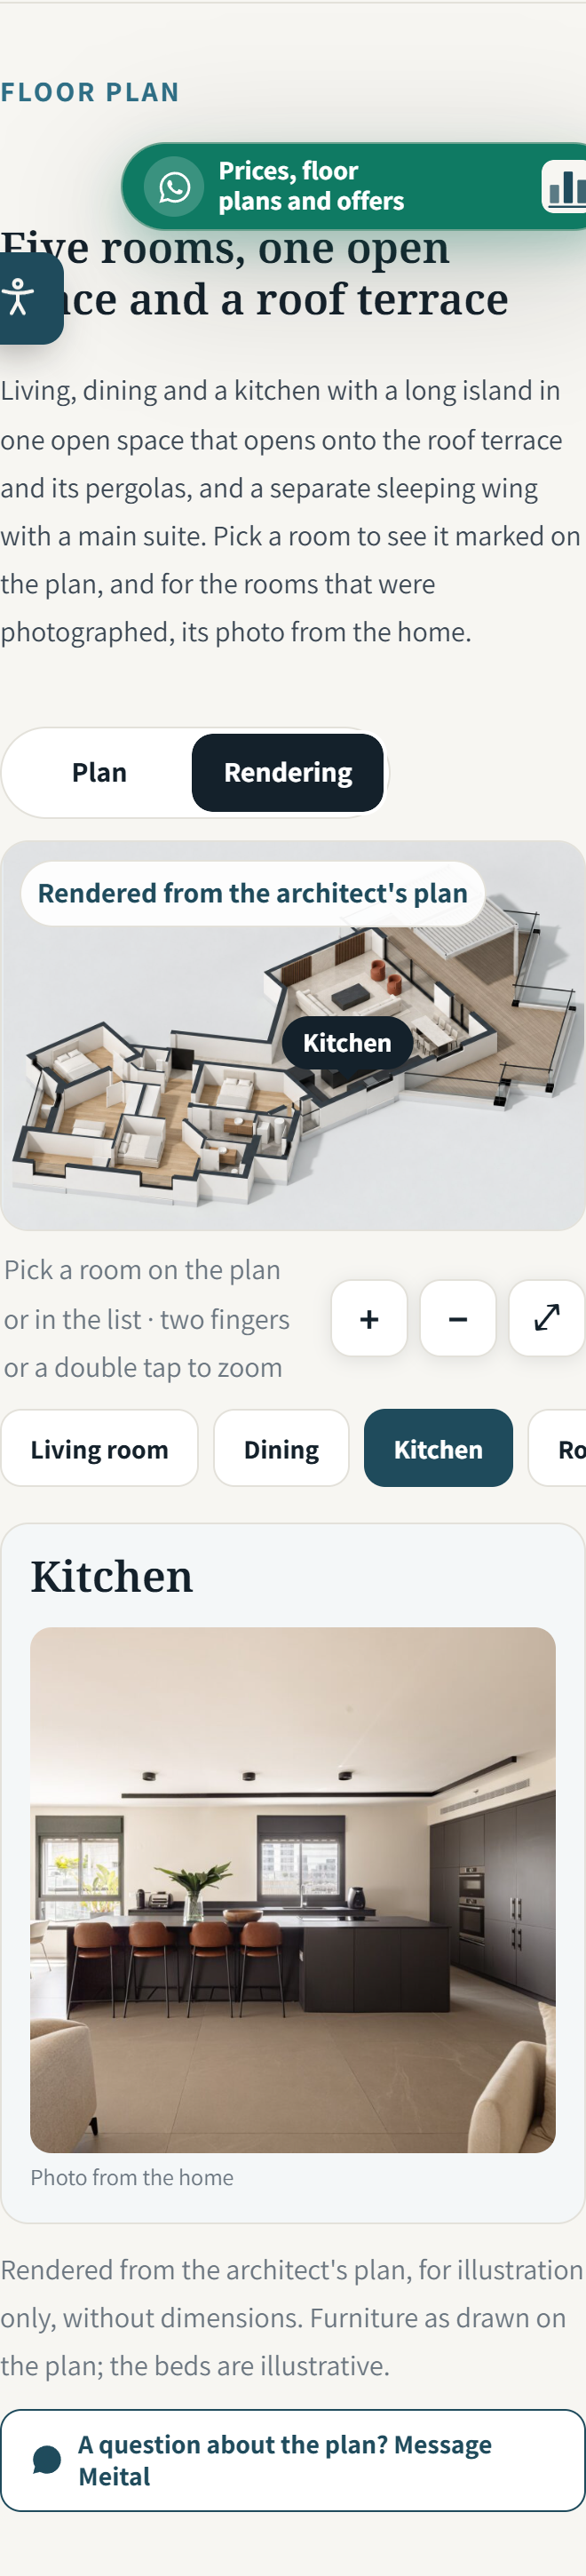 FLOOR PLAN
Prices, floor
plans and offers
Five rooms, one open
and a roof terrace
Living, dining and a kitchen with a long island in
one open space that opens onto the roof terrace
and its pergolas, and a separate sleeping wing
with a main suite. Pick a room to see it marked on
the plan, and for the rooms that were
photographed, its photo from the home.
Plan
Rendering
Rendered from the architect's plan
Kitchen
Pick a room on the plan
or in the list · two fingers
or a double tap to zoom
+
−
Living room
Dining
Kitchen
Kitchen
Photo from the home
Rendered from the architect's plan, for illustration
only, without dimensions. Furniture as drawn on
the plan; the beds are illustrative.
A question about the plan? Message
Meital